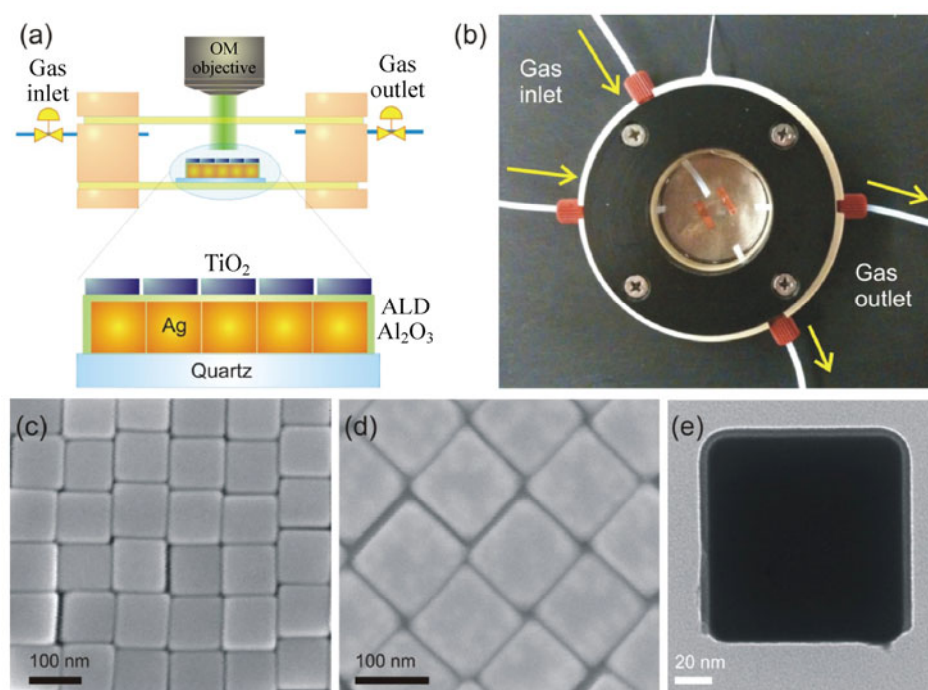 (a)
OM
objective
Gas
inlet
Gas
outlet
TiO₂
Ag
ALD
Al₂O₃
Quartz
(b)
Gas
inlet
Gas
outlet
(c)
100 nm
(d)
100 nm
(e)
20 nm